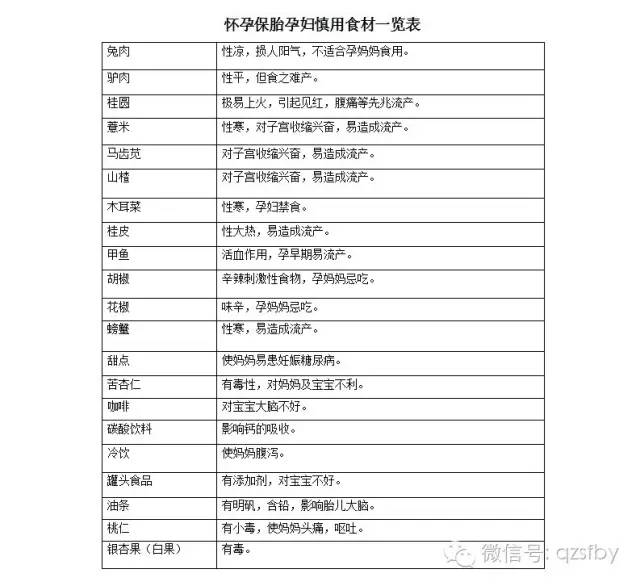 怀孕保胎孕妇慎用食材一览表
兔肉 性凉，损人阳气，不适合孕妈妈食用。
驴肉 性平，但食之难产。
桂圆 极易上火，引起见红，腹痛等先兆流产。
薏米 性寒，对子宫收缩兴奋，易造成流产。
马齿苋 对子宫收缩兴奋，易造成流产。
山楂 对子宫收缩兴奋，易造成流产。
木耳菜 性寒，孕妇禁食。
桂皮 性大热，易造成流产。
甲鱼 活血作用，孕早期易流产。
胡椒 辛辣刺激性食物，孕妈妈忌吃。
花椒 味辛，孕妈妈忌吃。
螃蟹 性寒，易造成流产。
甜点 使妈妈易患妊娠糖尿病。
苦杏仁 有毒性，对妈妈及宝宝不利。
咖啡 对宝宝大脑不好。
碳酸饮料 影响钙的吸收。
冷饮 使妈妈腹泻。
罐头食品 有添加剂，对宝宝不好。
油条 有明矾，含铅，影响胎儿大脑。
桃仁 有小毒，使妈妈头痛，呕吐。
银杏果（白果） 有毒。
微信号: qzsfby